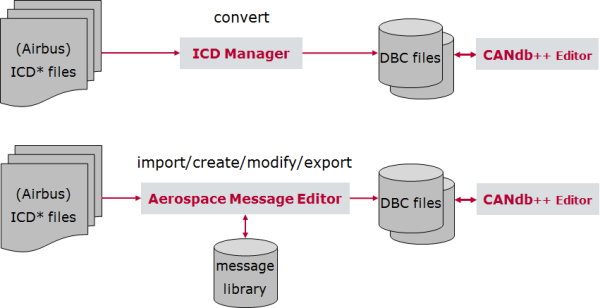 convert
(Airbus)
ICD* files
ICD Manager
DBC files
CANdb++ Editor
import/create/modify/export
(Airbus)
ICD* files
Aerospace Message Editor
DBC files
CANdb++ Editor
message
library